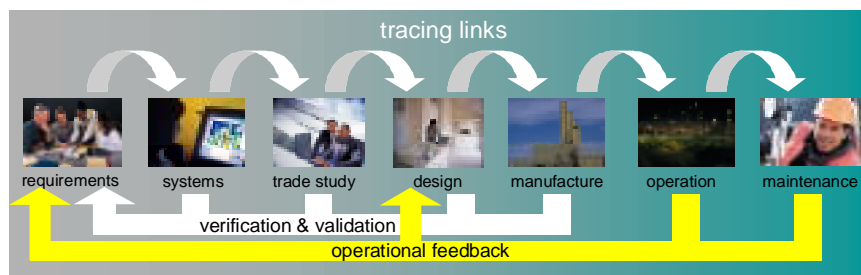 tracing links
requirements systems trade study design manufacture operation maintenance
verification & validation
operational feedback